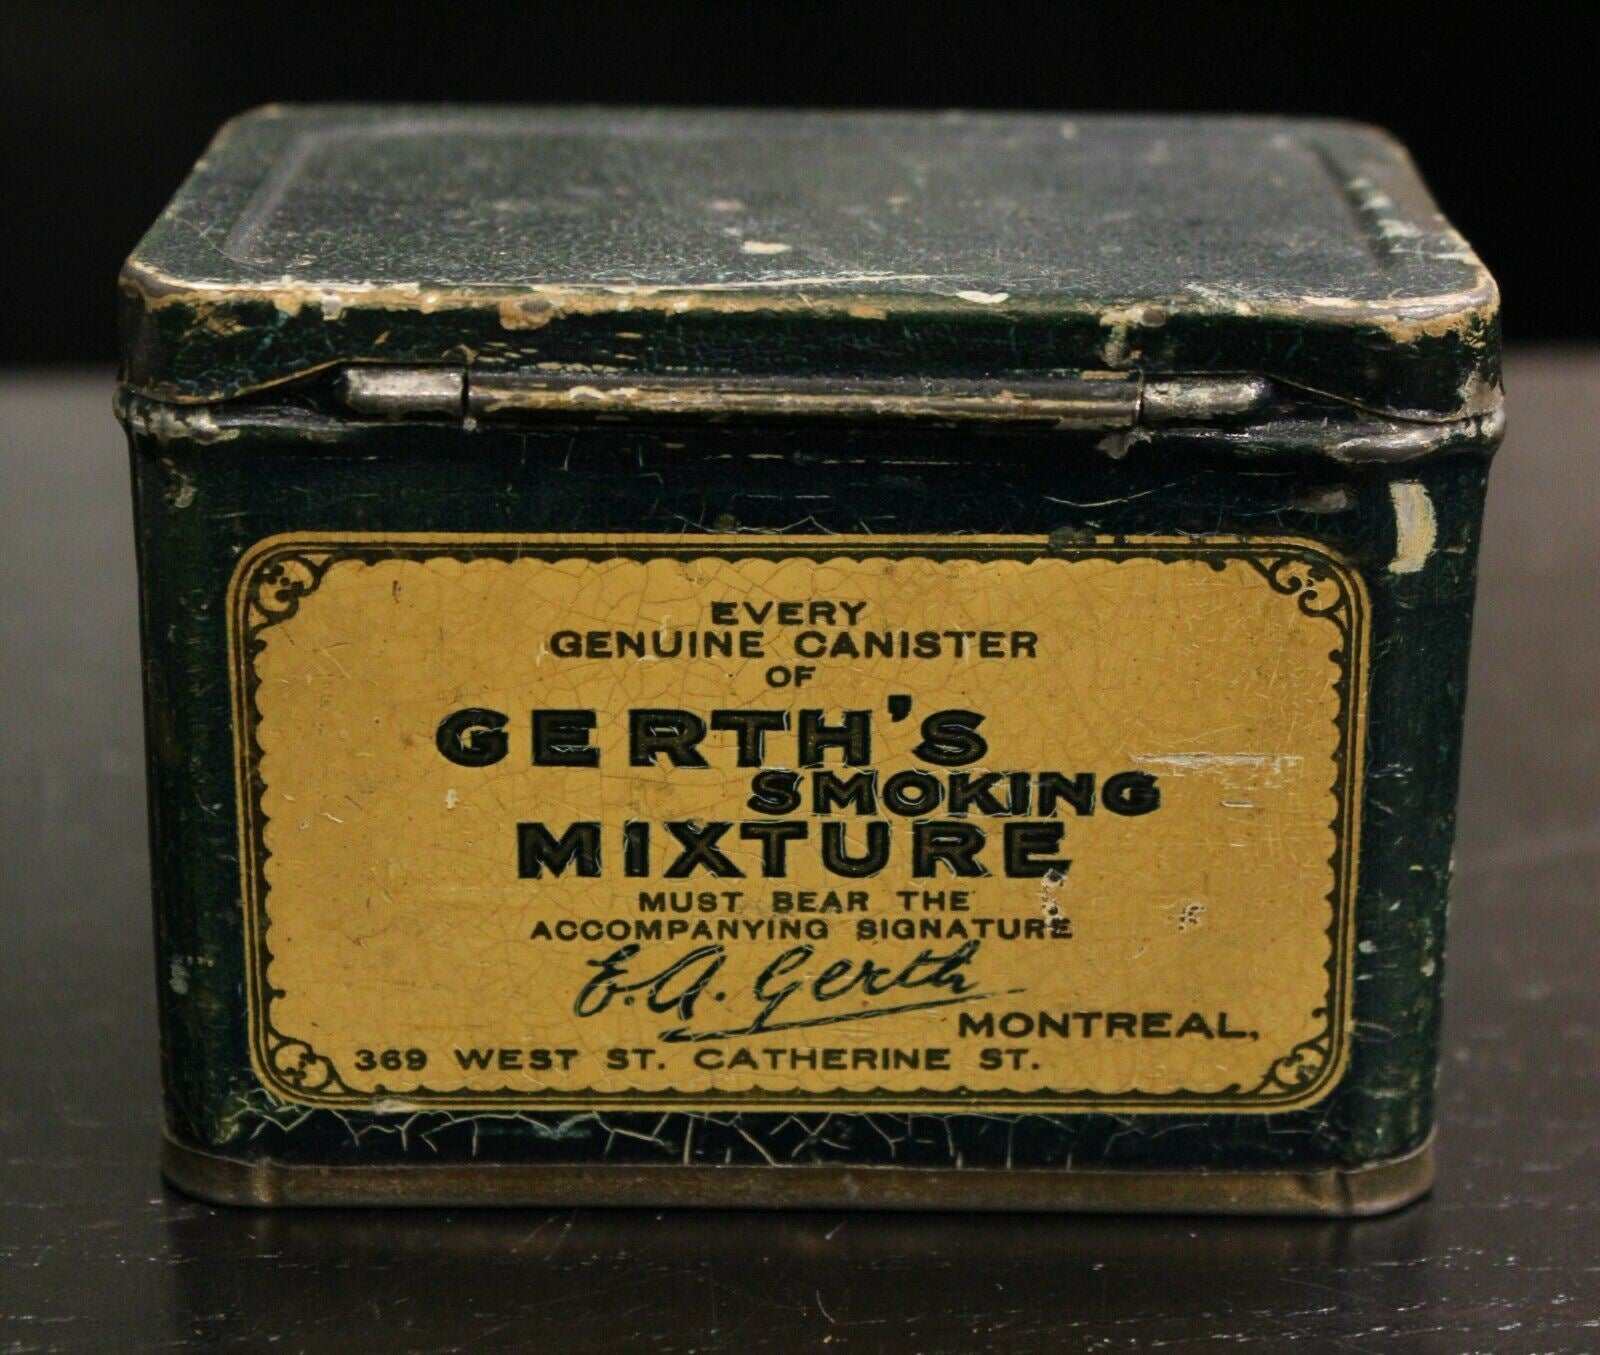 EVERY
GENUINE CANISTER
OF
GERTH'S
SMOKING
MIXTURE
MUST BEAR THE
ACCOMPANYING SIGNATURE
E.A. Gerth
MONTREAL,
369 WEST ST. CATHERINE ST.